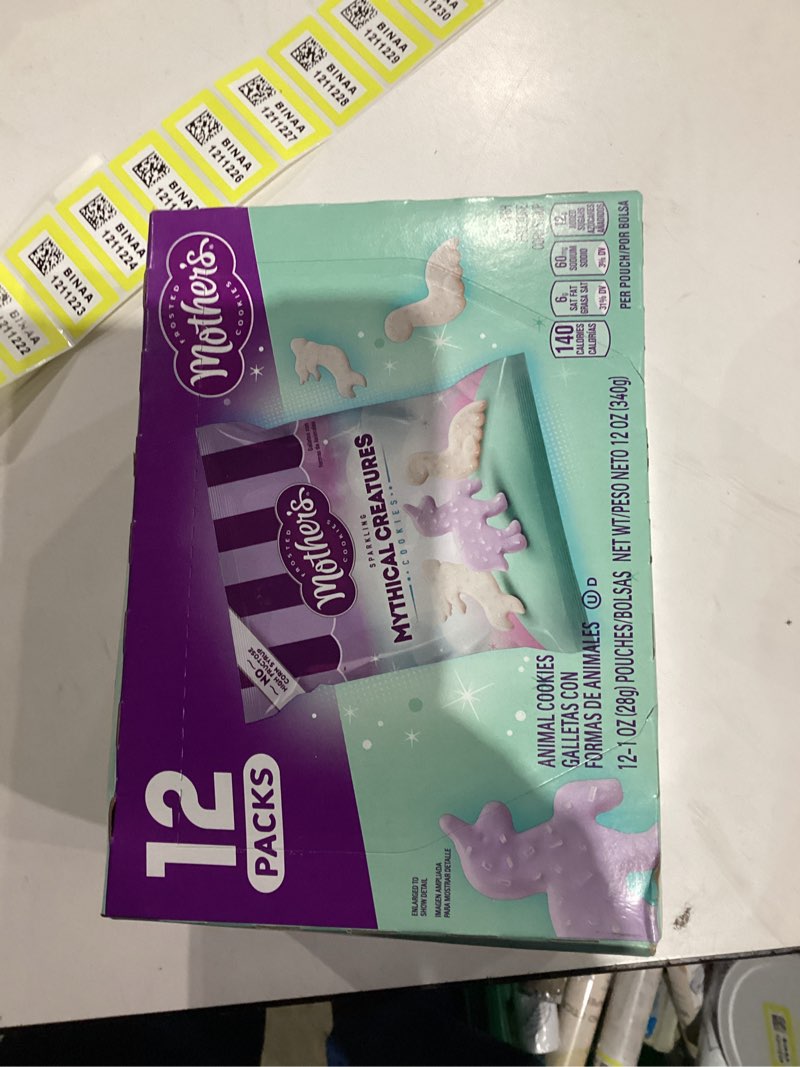 FROSTED
Mother's
COOKIES
12
PACKS
NO
HIGH FRUCTOSE
CORN SYRUP
FROSTED
Mother's
COOKIES
SPARKLING
MYTHICAL CREATURES
COOKIES
ENLARGED TO
SHOW DETAIL
IMAGEN AMPLIADA
PARA MOSTRAR DETALLE
ANIMAL COOKIES
GALLETAS CON
FORMAS DE ANIMALES U D
12-1 OZ (28g) POUCHES/BOLSAS NET WT/PESO NETO 12 OZ (340g)
140
CALORIES
CALORÍAS
6g
SAT FAT
GRASA SAT
31% DV
60mg
SODIUM
SODIO
3% DV
12g
ADDED
SUGARS
AZÚCARES
AÑADIDOS
PER POUCH/POR BOLSA
BINAA
1211222
BINAA
1211223
BINAA
1211224
BINAA
BINAA
1211226
BINAA
1211227
BINAA
1211228
BINAA
1211229
1211230